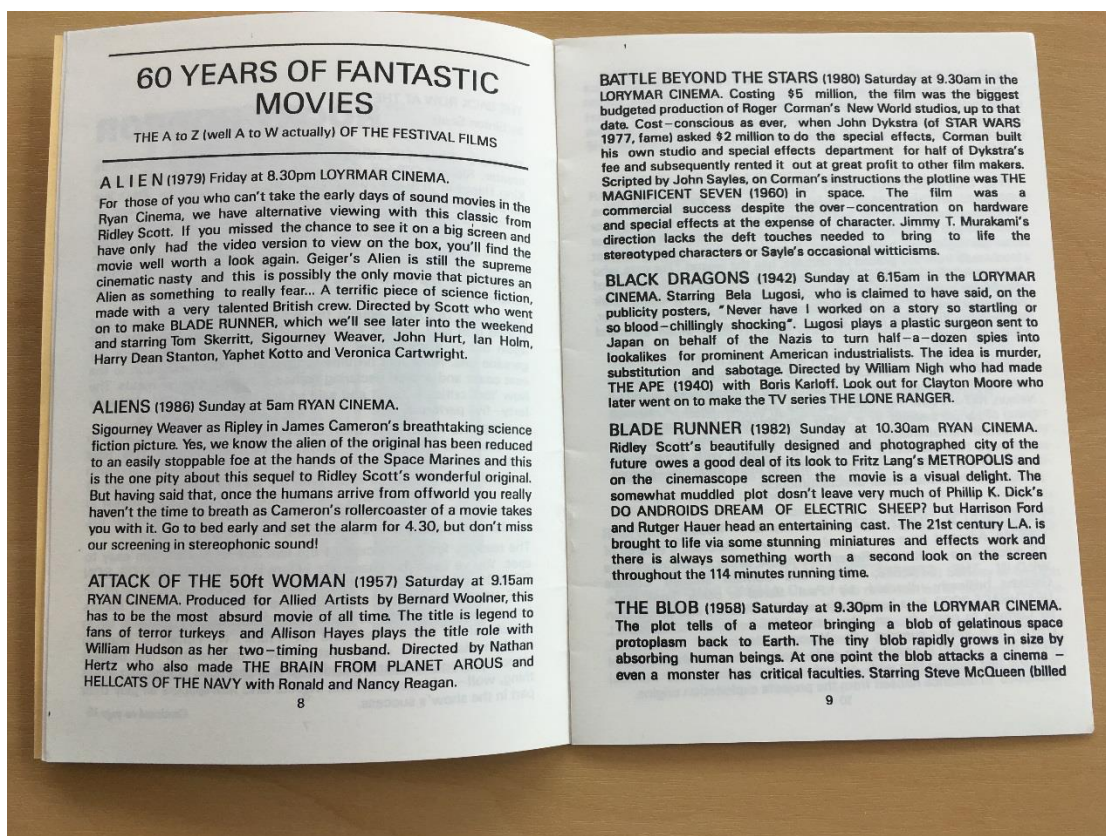 60 YEARS OF FANTASTIC
MOVIES
THE A to Z (well A to W actually) OF THE FESTIVAL FILMS
A L I E N (1979) Friday at 8.30pm LOYRMAR CINEMA.
For those of you who can't take the early days of sound movies in the
Ryan Cinema, we have alternative viewing with this classic from
Ridley Scott. If you missed the chance to see it on a big screen and
have only had the video version to view on the box, you'll find the
movie well worth a look again. Geiger's Alien is still the supreme
cinematic nasty and this is possibly the only movie that pictures an
Alien as something to really fear... A terrific piece of science fiction,
made with a very talented British crew. Directed by Scott who went
on to make BLADE RUNNER, which we'll see later into the weekend
and starring Tom Skerritt, Sigourney Weaver, John Hurt, Ian Holm,
Harry Dean Stanton, Yaphet Kotto and Veronica Cartwright.
ALIENS (1986) Sunday at 5am RYAN CINEMA.
Sigourney Weaver as Ripley in James Cameron's breathtaking science
fiction picture. Yes, we know the alien of the original has been reduced
to an easily stoppable foe at the hands of the Space Marines and this
is the one pity about this sequel to Ridley Scott's wonderful original.
But having said that, once the humans arrive from offworld you really
haven't the time to breath as Cameron's rollercoaster of a movie takes
you with it. Go to bed early and set the alarm for 4.30, but don't miss
our screening in stereophonic sound!
ATTACK OF THE 50ft WOMAN (1957) Saturday at 9.15am
RYAN CINEMA. Produced for Allied Artists by Bernard Woolner, this
has to be the most absurd movie of all time. The title is legend to
fans of terror turkeys and Allison Hayes plays the title role with
William Hudson as her two-timing husband. Directed by Nathan
Hertz who also made THE BRAIN FROM PLANET AROUS and
HELLCATS OF THE NAVY with Ronald and Nancy Reagan.
8
BATTLE BEYOND THE STARS (1980) Saturday at 9.30am in the
LORYMAR CINEMA. Costing $5 million, the film was the biggest
budgeted production of Roger Corman's New World studios, up to that
date. Cost-conscious as ever, when John Dykstra (of STAR WARS
1977, fame) asked $2 million to do the special effects, Corman built
his own studio and special effects department for half of Dykstra's
fee and subsequently rented it out at great profit to other film makers.
Scripted by John Sayles, on Corman's instructions the plotline was THE
MAGNIFICENT SEVEN (1960) in space. The film was a
commercial success despite the over-concentration on hardware
and special effects at the expense of character. Jimmy T. Murakami's
direction lacks the deft touches needed to bring to life the
stereotyped characters or Sayle's occasional witticisms.
BLACK DRAGONS (1942) Sunday at 6.15am in the LORYMAR
CINEMA. Starring Bela Lugosi, who is claimed to have said, on the
publicity posters, "Never have I worked on a story so startling or
so blood-chillingly shocking". Lugosi plays a plastic surgeon sent to
Japan on behalf of the Nazis to turn half-a-dozen spies into
lookalikes for prominent American industrialists. The idea is murder,
substitution and sabotage. Directed by William Nigh who had made
THE APE (1940) with Boris Karloff. Look out for Clayton Moore who
later went on to make the TV series THE LONE RANGER.
BLADE RUNNER (1982) Sunday at 10.30am RYAN CINEMA.
Ridley Scott's beautifully designed and photographed city of the
future owes a good deal of its look to Fritz Lang's METROPOLIS and
on the cinemascope screen the movie is a visual delight. The
somewhat muddled plot dosn't leave very much of Phillip K. Dick's
DO ANDROIDS DREAM OF ELECTRIC SHEEP? but Harrison Ford
and Rutger Hauer head an entertaining cast. The 21st century L.A. is
brought to life via some stunning miniatures and effects work and
there is always something worth a second look on the screen
throughout the 114 minutes running time.
THE BLOB (1958) Saturday at 9.30pm in the LORYMAR CINEMA.
The plot tells of a meteor bringing a blob of gelatinous space
protoplasm back to Earth. The tiny blob rapidly grows in size by
absorbing human beings. At one point the blob attacks a cinema -
even a monster has critical faculties. Starring Steve McQueen (billed
9